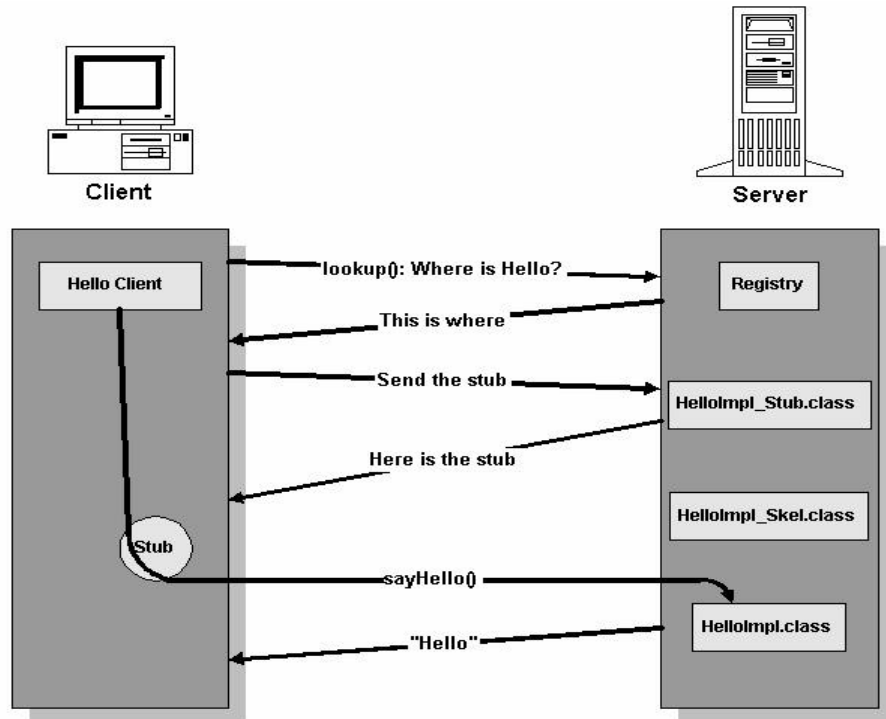 Client
Server
Hello Client
lookup(): Where is Hello?
Registry
This is where
Send the stub
HelloImpl_Stub.class
Here is the stub
HelloImpl_Skel.class
Stub
sayHello()
HelloImpl.class
"Hello"